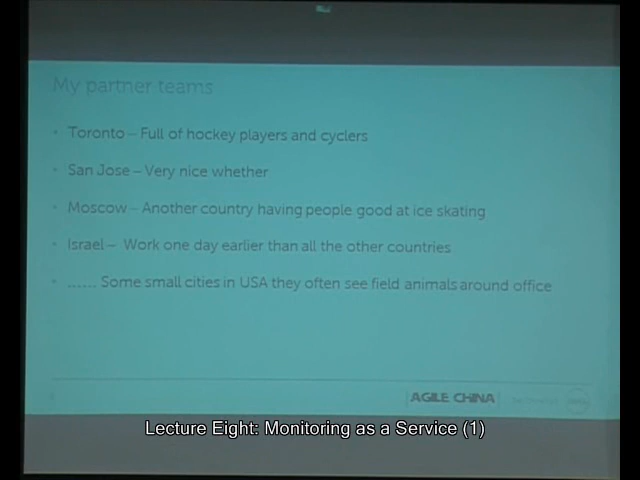 My partner teams
Toronto – Full of hockey players and cyclers
San Jose – Very nice whether
Moscow – Another country having people good at ice skating
Israel – Work one day earlier than all the other countries
...... Some small cities in USA they often see field animals around office
AGILE CHINA
Lecture Eight: Monitoring as a Service (1)